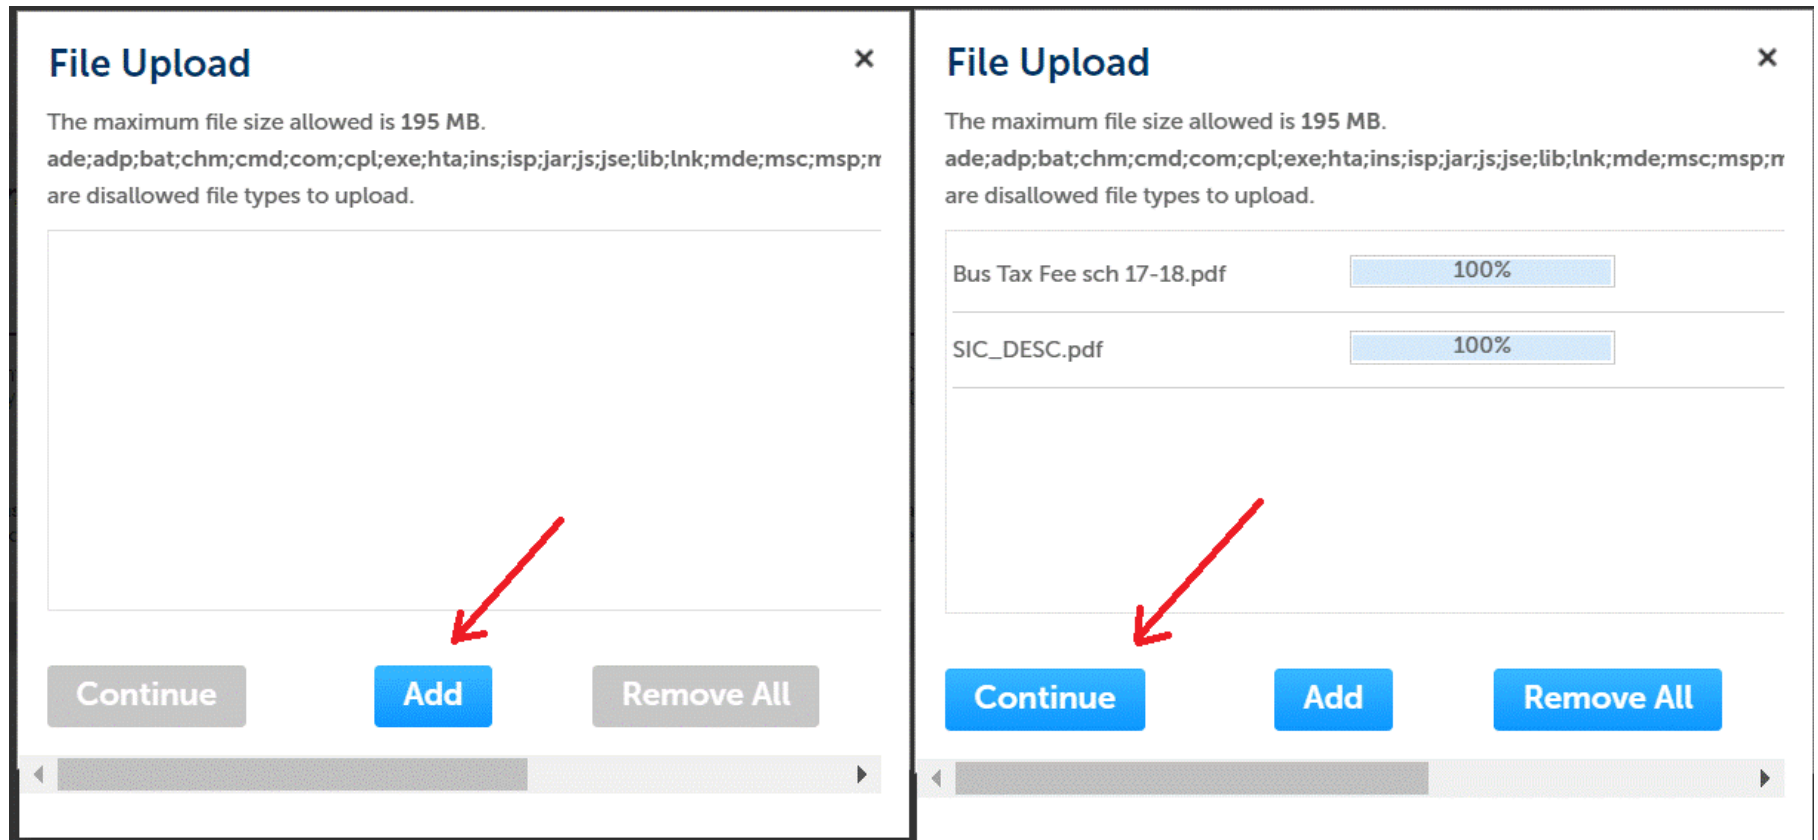 File Upload
×
The maximum file size allowed is 195 MB.
ade;adp;bat;chm;cmd;com;cpl;exe;hta;ins;isp;jar;js;jse;lib;lnk;mde;msc;msp;m
are disallowed file types to upload.
Continue
Add
Remove All
File Upload
×
The maximum file size allowed is 195 MB.
ade;adp;bat;chm;cmd;com;cpl;exe;hta;ins;isp;jar;js;jse;lib;lnk;mde;msc;msp;m
are disallowed file types to upload.
Bus Tax Fee sch 17-18.pdf
100%
SIC_DESC.pdf
100%
Continue
Add
Remove All